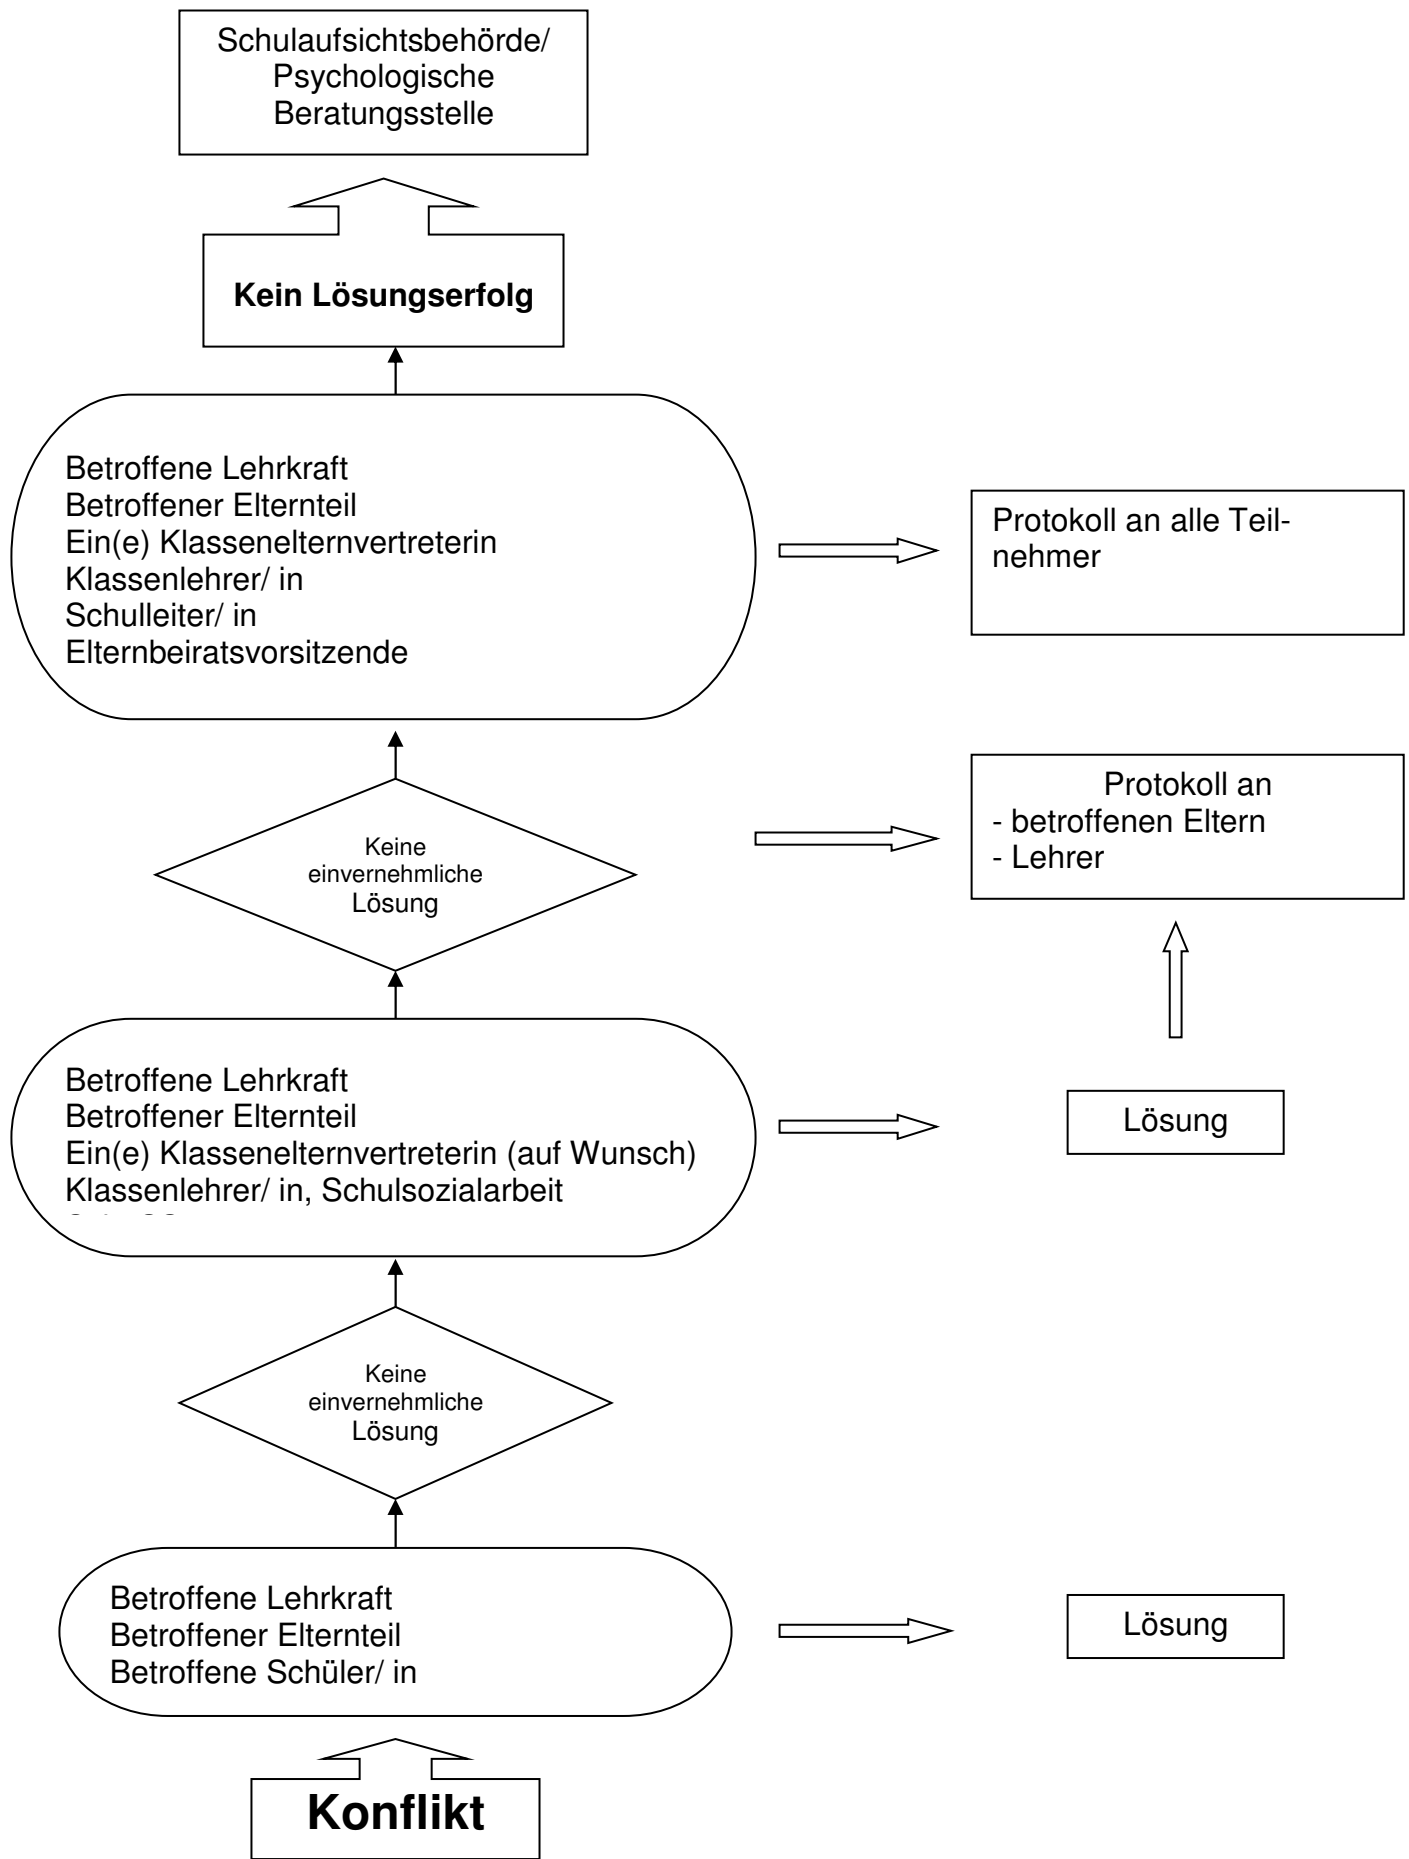 Schulaufsichtsbehörde/
Psychologische
Beratungsstelle
Kein Lösungserfolg
Betroffene Lehrkraft
Betroffener Elternteil
Ein(e) Klassenelternvertreterin
Klassenlehrer/ in
Schulleiter/ in
Elternbeiratsvorsitzende
Protokoll an alle Teil-
nehmer
Keine
einvernehmliche
Lösung
Protokoll an
- betroffenen Eltern
- Lehrer
Betroffene Lehrkraft
Betroffener Elternteil
Ein(e) Klassenelternvertreterin (auf Wunsch)
Klassenlehrer/ in, Schulsozialarbeit
Lösung
Keine
einvernehmliche
Lösung
Betroffene Lehrkraft
Betroffener Elternteil
Betroffene Schüler/ in
Lösung
Konflikt